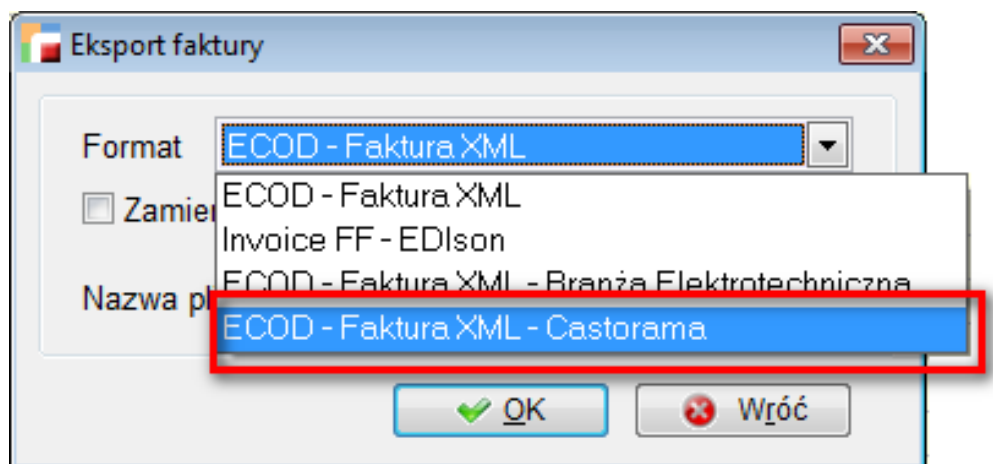 Eksport faktury
Format ECOD - Faktura XML
ECOD - Faktura XML
Invoice FF - EDIson
ECOD - Faktura XML - Branża Elektrotechniczna
ECOD - Faktura XML - Castorama
OK Wróć